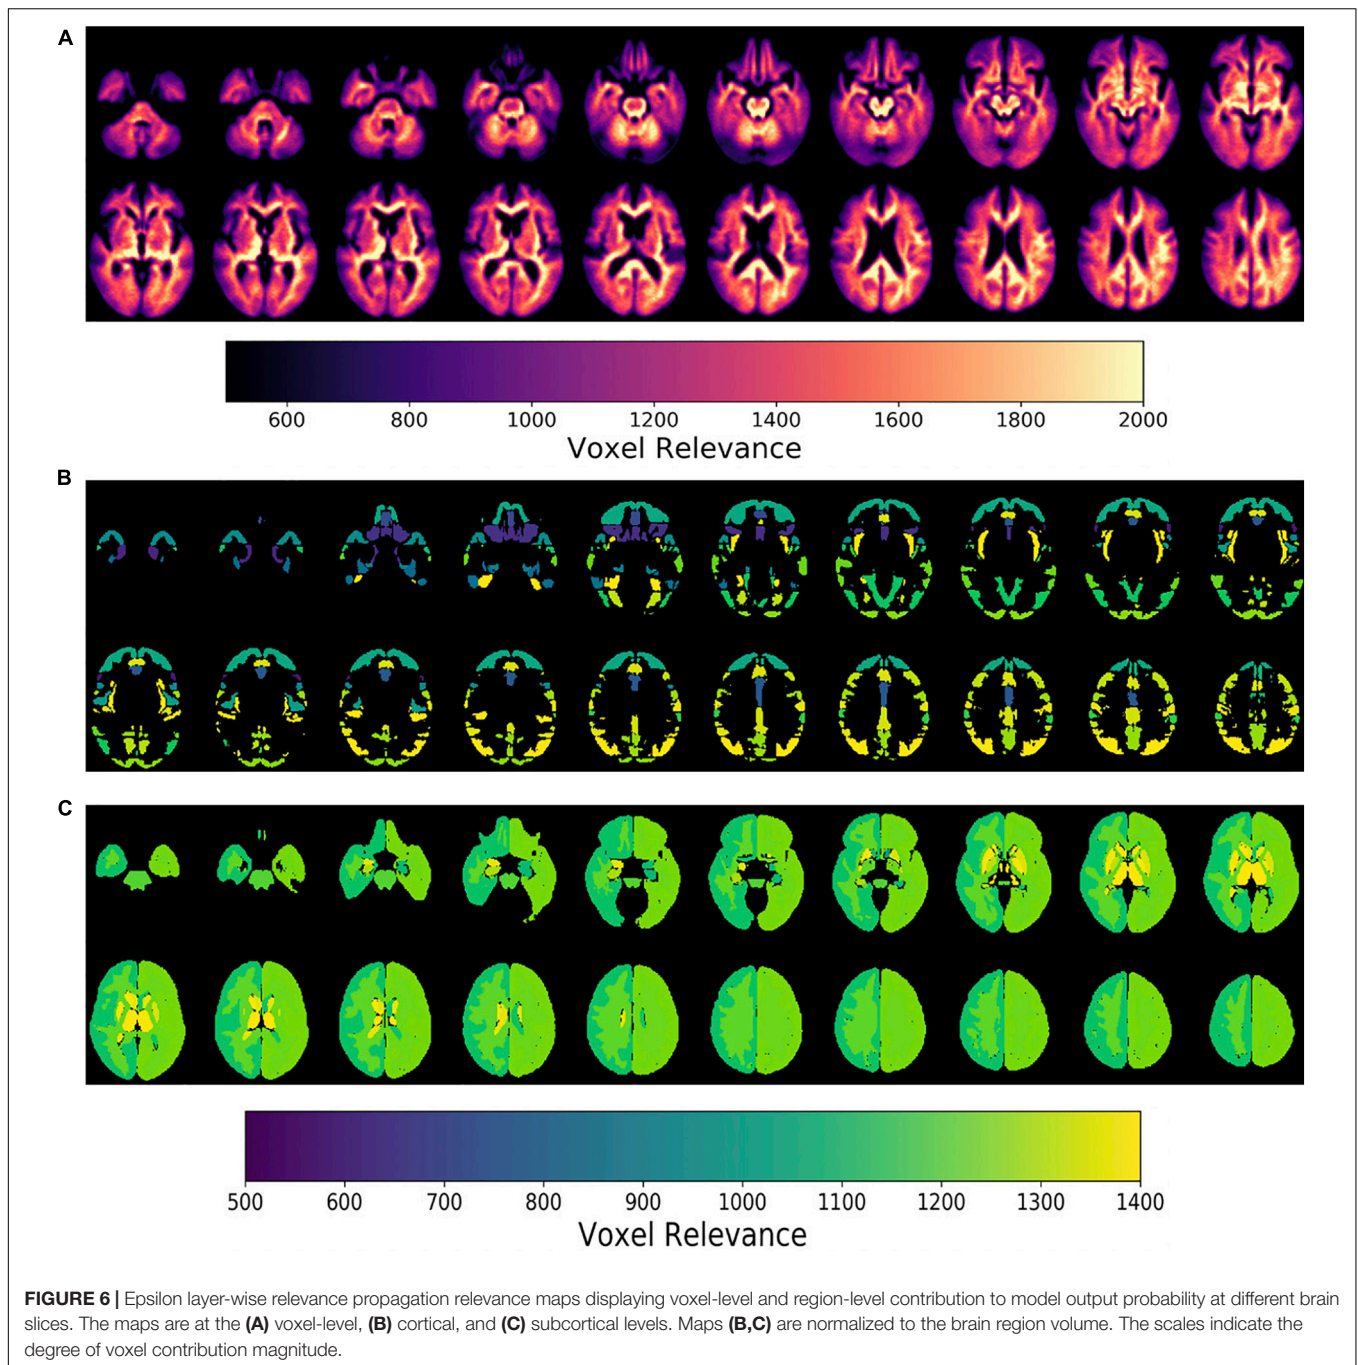 A
600 800 1000 1200 1400 1600 1800 2000
Voxel Relevance
B
C
500 600 700 800 900 1000 1100 1200 1300 1400
Voxel Relevance
FIGURE 6 | Epsilon layer-wise relevance propagation relevance maps displaying voxel-level and region-level contribution to model output probability at different brain
slices. The maps are at the (A) voxel-level, (B) cortical, and (C) subcortical levels. Maps (B,C) are normalized to the brain region volume. The scales indicate the
degree of voxel contribution magnitude.